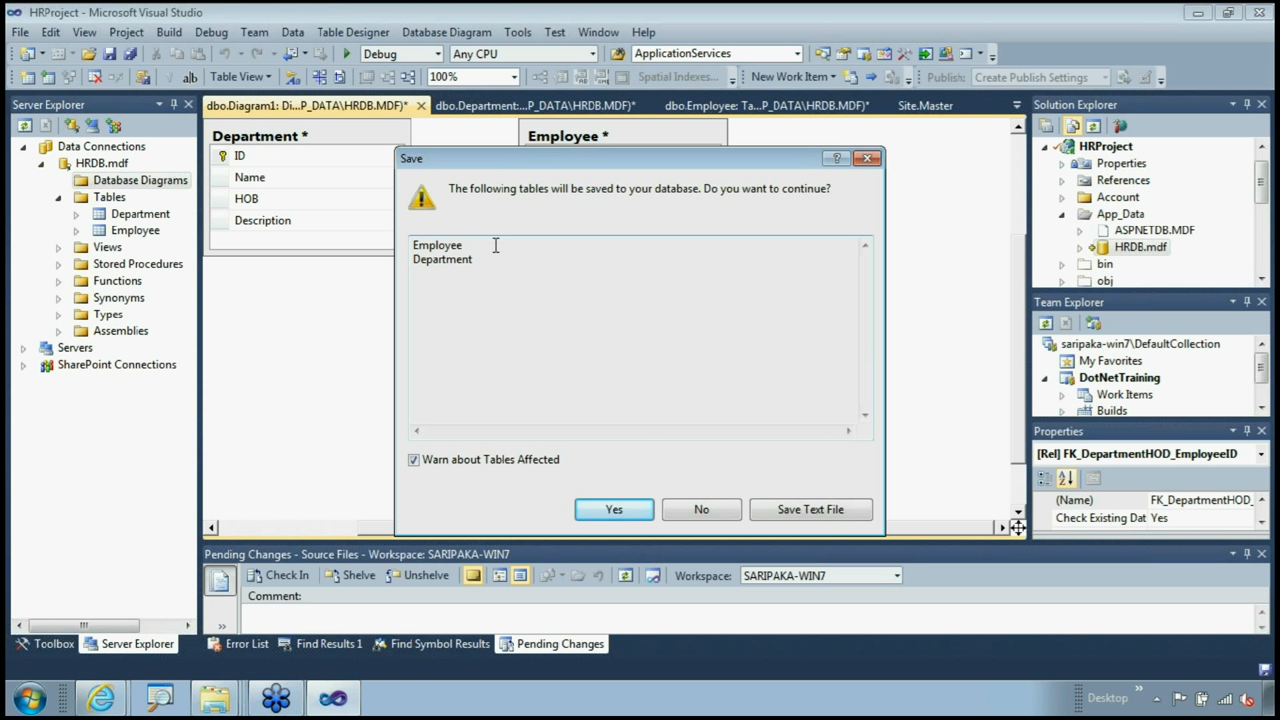 HRProject - Microsoft Visual Studio
File Edit View Project Build Debug Team Data Database Diagram Table Designer Tools Test Window Help
Debug Any CPU ApplicationServices
ab Table View 100% Spatial Indexes... New Work Item Publish: Create Publish Settings
Server Explorer
dbo.Diagram1: Di...P_DATA\HRDB.MDF)* dbo.Department:...P_DATA\HRDB.MDF)* dbo.Employee: Ta...P_DATA\HRDB.MDF)* Site.Master
Solution Explorer
Data Connections
HRDB.mdf
Database Diagrams
Tables
Department
Employee
Views
Stored Procedures
Functions
Synonyms
Types
Assemblies
Servers
SharePoint Connections
Department *
ID
Name
HOB
Description
Employee *
Save
The following tables will be saved to your database. Do you want to continue?
Employee
Department
Warn about Tables Affected
Yes No Save Text File
HRProject
Properties
References
Account
App_Data
ASPNETDB.MDF
HRDB.mdf
bin
obj
Team Explorer
saripaka-win7\DefaultCollection
My Favorites
DotNetTraining
Work Items
Builds
Properties
[Rel] FK_DepartmentHOD_EmployeeID
(Name) FK_DepartmentHOD_
Check Existing Dat Yes
Pending Changes - Source Files - Workspace: SARIPAKA-WIN7
Check In Shelve Unshelve Workspace: SARIPAKA-WIN7
Comment:
Toolbox Server Explorer Error List Find Results 1 Find Symbol Results Pending Changes
Desktop